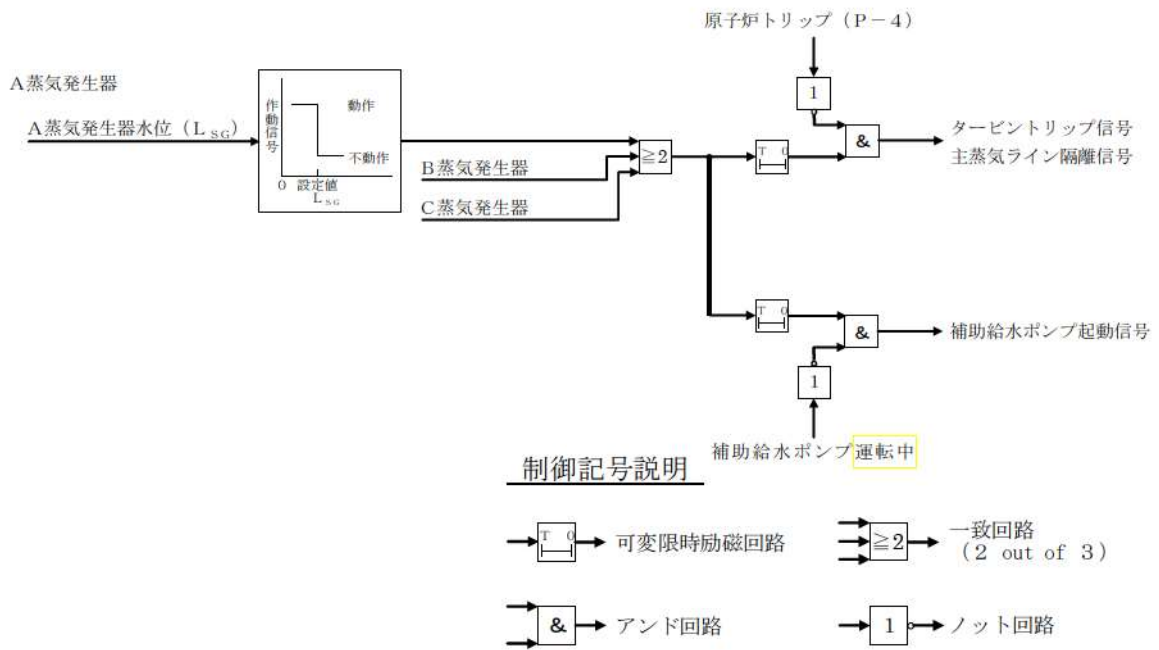 原子炉トリップ（P－4）
A蒸気発生器
A蒸気発生器水位（L SG）
作動信号
動作
不動作
0
設定値
L SG
B蒸気発生器
C蒸気発生器
≧2
1
T 0
&
タービントリップ信号
主蒸気ライン隔離信号
T 0
&
補助給水ポンプ起動信号
1
補助給水ポンプ運転中
制御記号説明
T 0
可変限時励磁回路
≧2
一致回路
（2 out of 3）
&
アンド回路
1
ノット回路